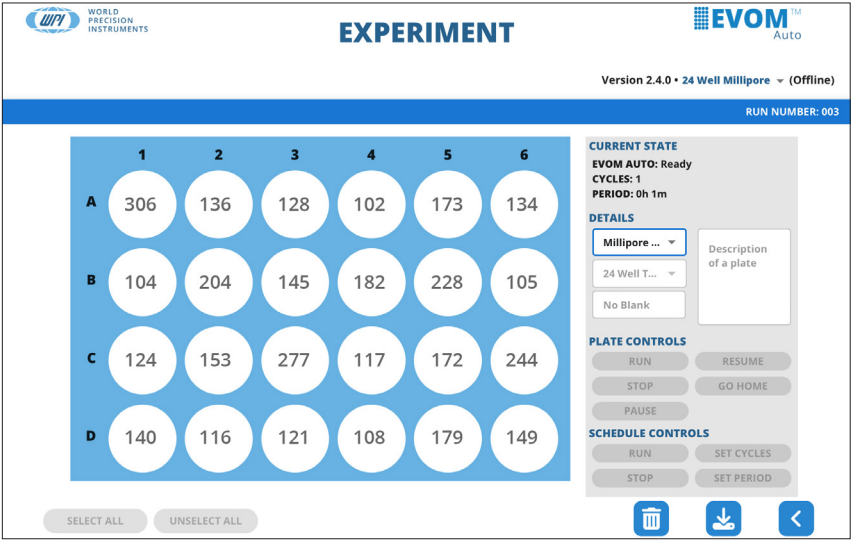 WPI
WORLD
PRECISION
INSTRUMENTS
EXPERIMENT
EVOM™
Auto
Version 2.4.0 • 24 Well Millipore (Offline)
RUN NUMBER: 003
1 2 3 4 5 6
A 306 136 128 102 173 134
B 104 204 145 182 228 105
C 124 153 277 117 172 244
D 140 116 121 108 179 149
CURRENT STATE
EVOM AUTO: Ready
CYCLES: 1
PERIOD: 0h 1m
DETAILS
Millipore ...
24 Well T...
No Blank
Description
of a plate
PLATE CONTROLS
RUN RESUME
STOP GO HOME
PAUSE
SCHEDULE CONTROLS
RUN SET CYCLES
STOP SET PERIOD
SELECT ALL UNSELECT ALL